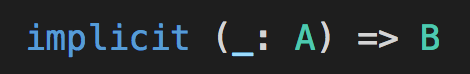 implicit (_: A) => B